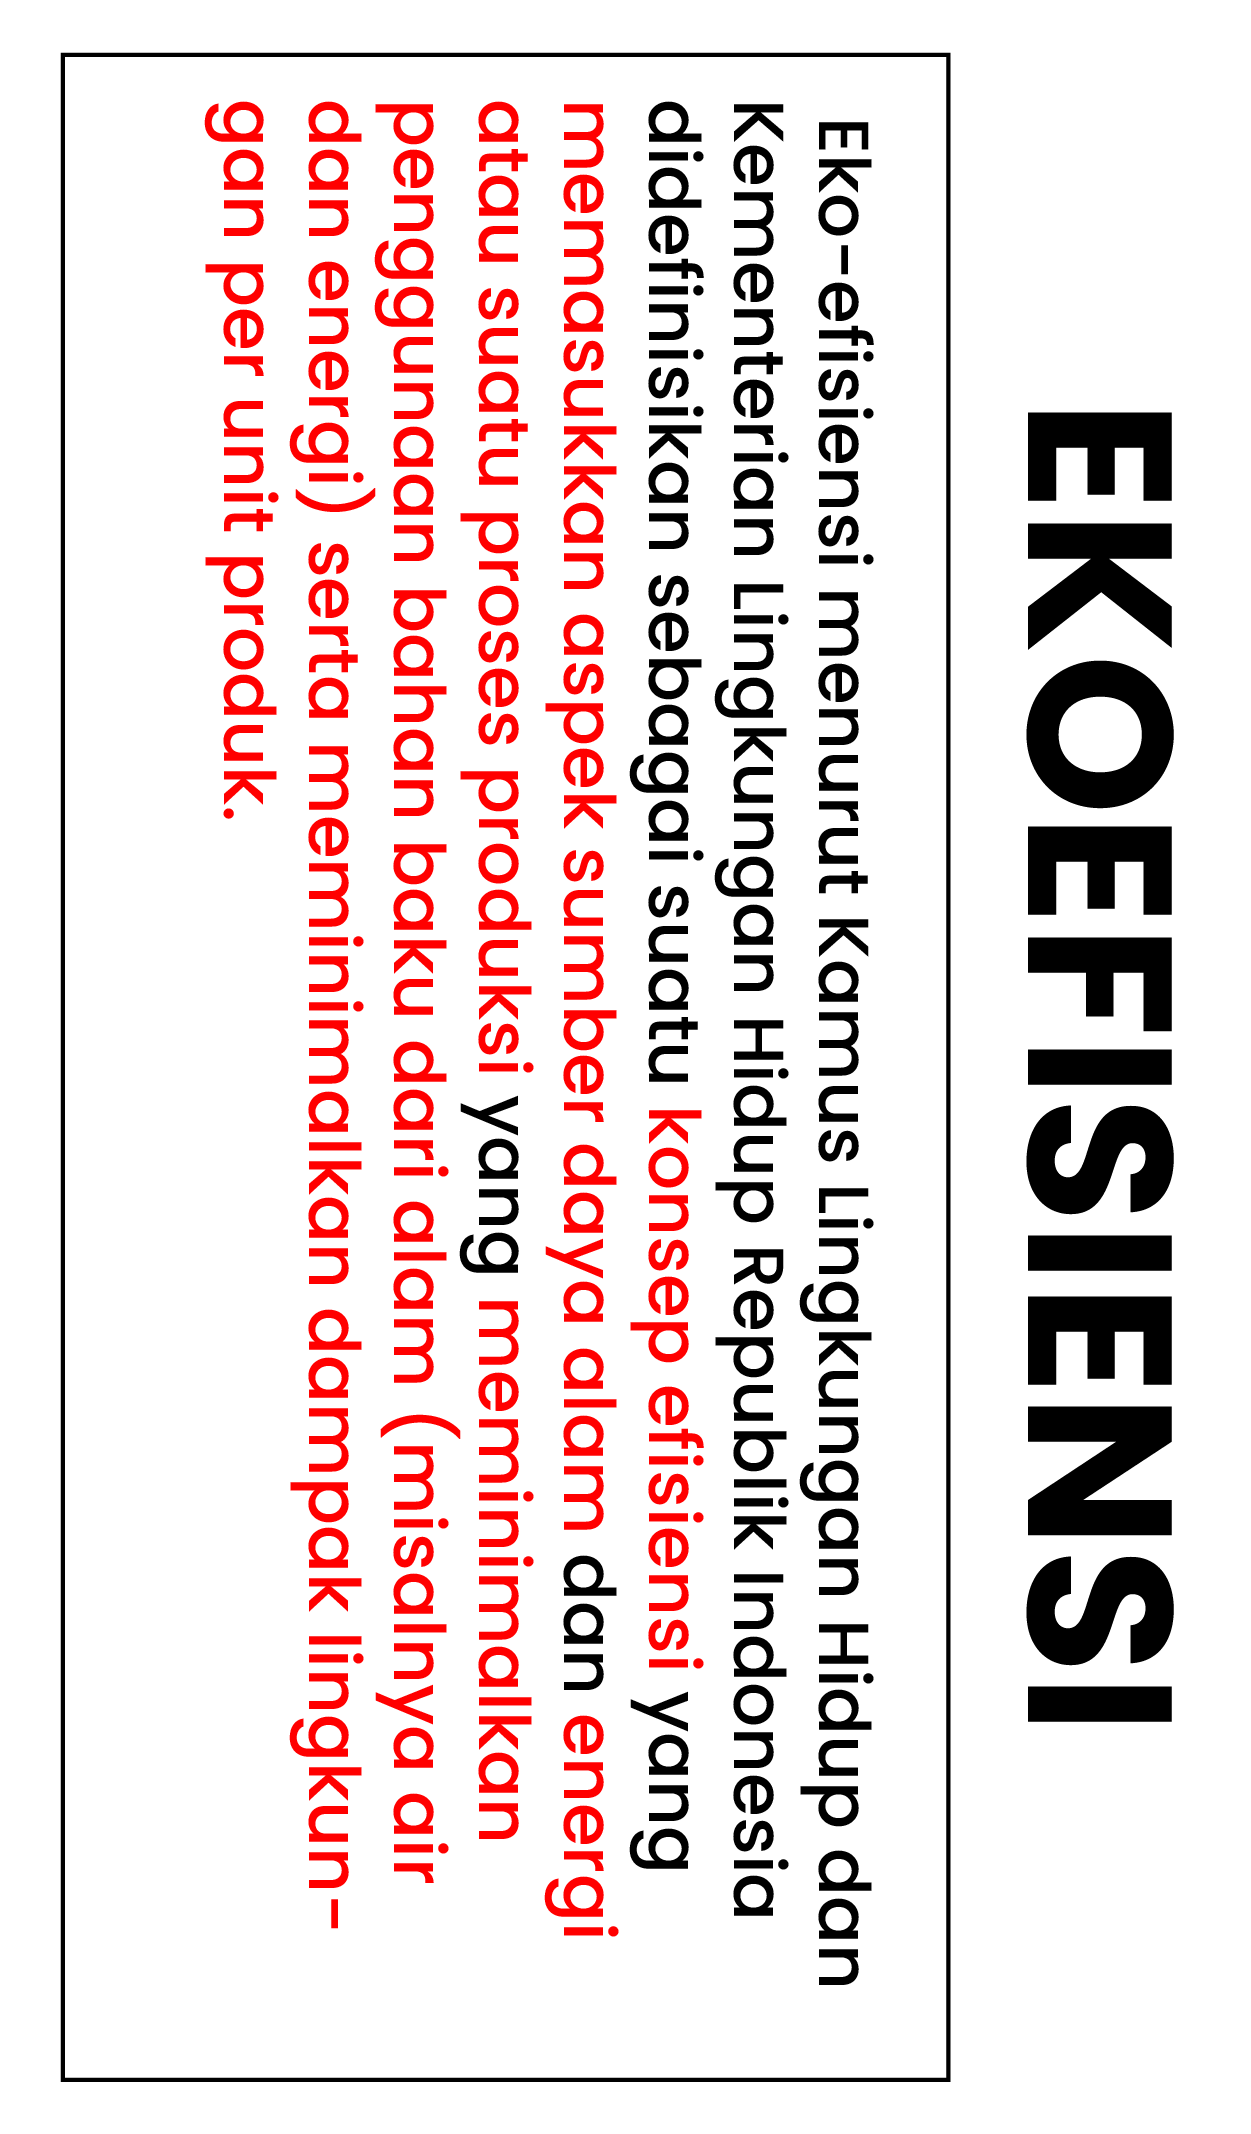 EKOEFISIENSI
Eko-efisiensi menurut Kamus Lingkungan Hidup dan
Kementerian Lingkungan Hidup Republik Indonesia
didefinisikan sebagai suatu konsep efisiensi yang
memasukkan aspek sumber daya alam dan energi
atau suatu proses produksi yang meminimalkan
penggunaan bahan baku dari alam (misalnya air
dan energi) serta meminimalkan dampak lingkun-
gan per unit produk.